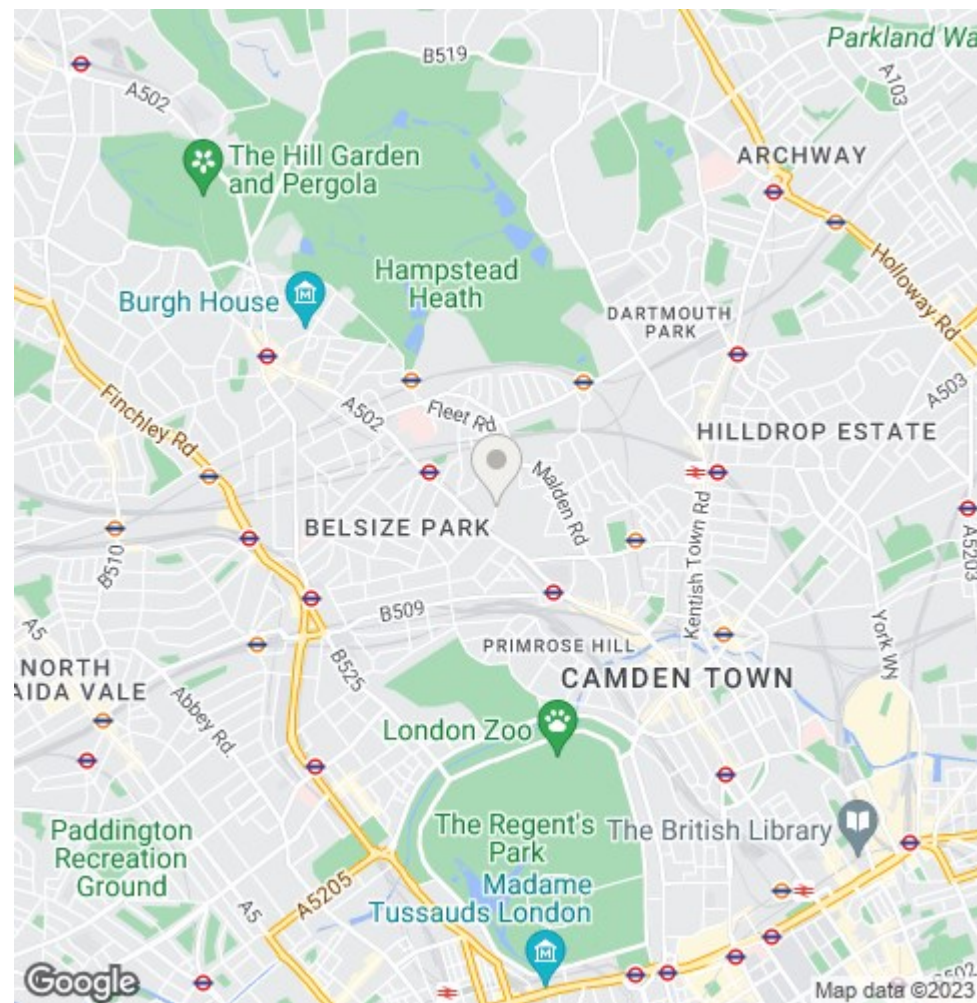 B519
Parkland Wa
A502
A103
The Hill Garden
and Pergola
ARCHWAY
Hampstead
Heath
Burgh House
Holloway Rd
DARTMOUTH
PARK
A502
Fleet Rd
A503
Finchley Rd
HILLDROP ESTATE
Malden Rd
BELSIZE PARK
B510
Kentish Town Rd
A5203
A5
B509
York Wy
NORTH
AIDA VALE
B525
PRIMROSE HILL
CAMDEN TOWN
Abbey Rd.
London Zoo
Paddington
Recreation
Ground
The Regent's
Park
The British Library
Madame
Tussauds London
A5205
A5
A502
Google
Map data ©2023